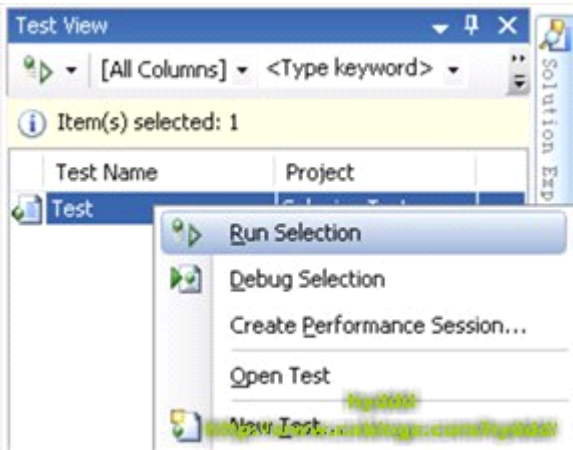 Test View
[All Columns] <Type keyword>
Item(s) selected: 1
Test Name Project
Test
Run Selection
Debug Selection
Create Performance Session...
Open Test
New Test...
Solution Exp
hyddd